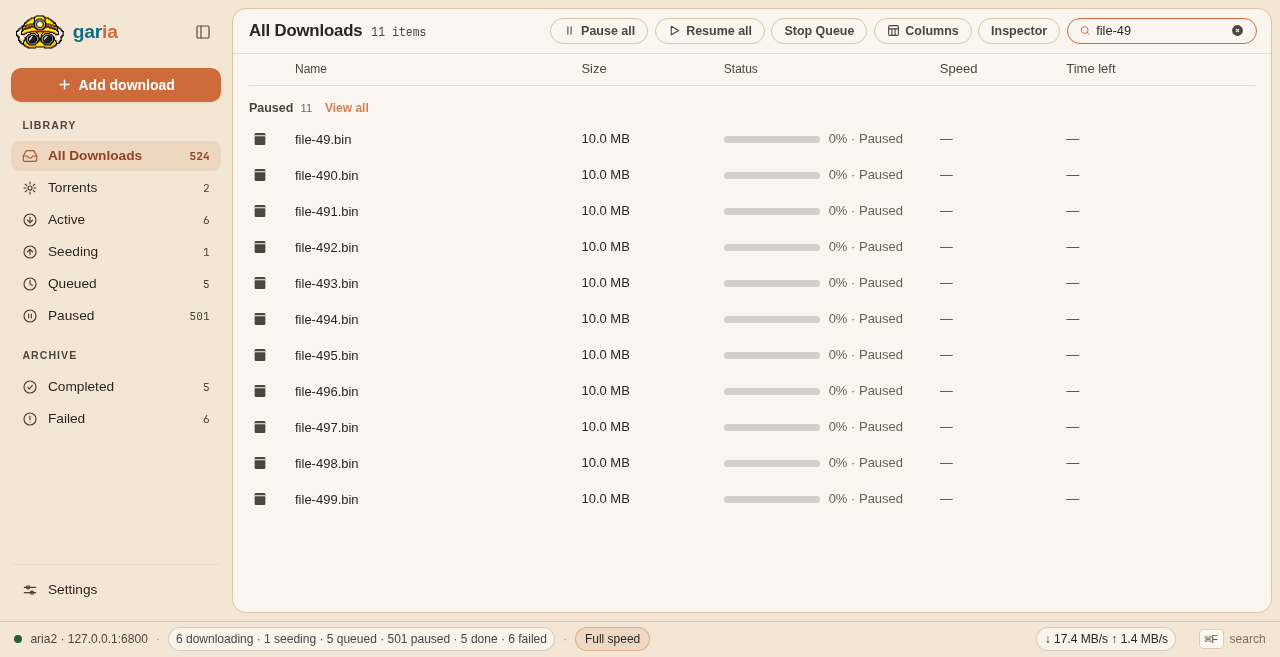 garia
Add download
LIBRARY
All Downloads 524
Torrents 2
Active 6
Seeding 1
Queued 5
Paused 501
ARCHIVE
Completed 5
Failed 6
Settings
All Downloads 11 items
Pause all
Resume all
Stop Queue
Columns
Inspector
file-49
Name Size Status Speed Time left
Paused 11 View all
file-49.bin 10.0 MB 0% · Paused — —
file-490.bin 10.0 MB 0% · Paused — —
file-491.bin 10.0 MB 0% · Paused — —
file-492.bin 10.0 MB 0% · Paused — —
file-493.bin 10.0 MB 0% · Paused — —
file-494.bin 10.0 MB 0% · Paused — —
file-495.bin 10.0 MB 0% · Paused — —
file-496.bin 10.0 MB 0% · Paused — —
file-497.bin 10.0 MB 0% · Paused — —
file-498.bin 10.0 MB 0% · Paused — —
file-499.bin 10.0 MB 0% · Paused — —
aria2 · 127.0.0.1:6800 · 6 downloading · 1 seeding · 5 queued · 501 paused · 5 done · 6 failed · Full speed ↓ 17.4 MB/s ↑ 1.4 MB/s ⌘F search